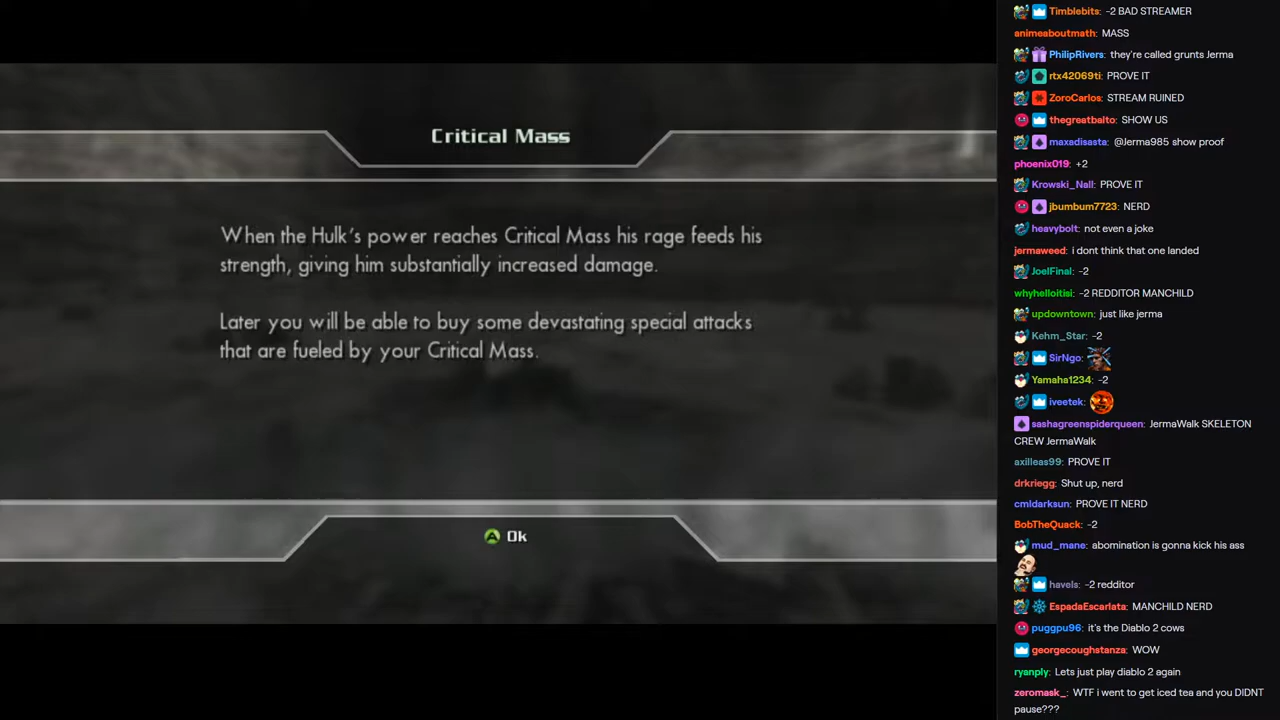 Critical Mass
When the Hulk's power reaches Critical Mass his rage feeds his
strength, giving him substantially increased damage.
Later you will be able to buy some devastating special attacks
that are fueled by your Critical Mass.
A Ok
Timblebits: -2 BAD STREAMER
animeaboutmath: MASS
PhilipRivers: they're called grunts Jerma
rtx42069ti: PROVE IT
ZoroCarlos: STREAM RUINED
thegreatbalto: SHOW US
maxadisasta: @Jerma985 show proof
phoenix019: +2
Krowski_Nall: PROVE IT
jbumbum7723: NERD
heavybolt: not even a joke
jermaweed: i dont think that one landed
JoelFinal: -2
whyhelloitisi: -2 REDDITOR MANCHILD
updowntown: just like jerma
Kehm_Star: -2
SirNgo:
Yamaha1234: -2
iveetek:
sashagreenspiderqueen: JermaWalk SKELETON
CREW JermaWalk
axilleas99: PROVE IT
drkriegg: Shut up, nerd
cmldarksun: PROVE IT NERD
BobTheQuack: -2
mud_mane: abomination is gonna kick his ass
havels: -2 redditor
EspadaEscarlata: MANCHILD NERD
puggpu96: it's the Diablo 2 cows
georgecoughstanza: WOW
ryanply: Lets just play diablo 2 again
zeromask_: WTF i went to get iced tea and you DIDNT
pause???